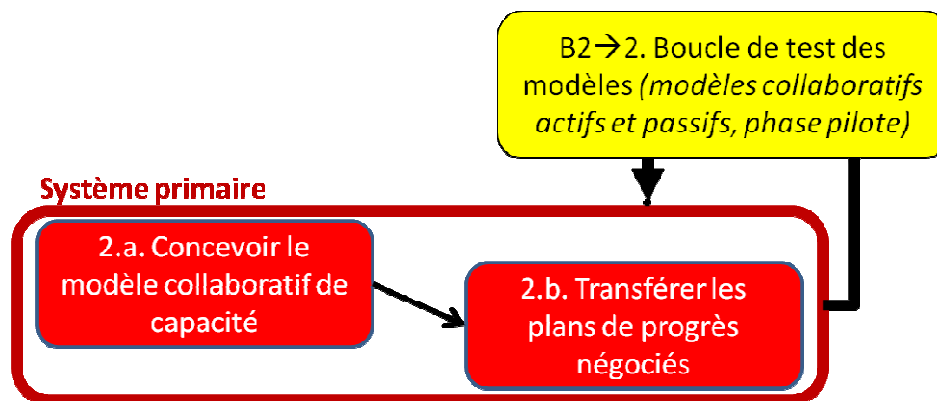 B2→2. Boucle de test des
modèles (modèles collaboratifs
actifs et passifs, phase pilote)
Système primaire
2.a. Concevoir le
modèle collaboratif de
capacité
2.b. Transférer les
plans de progrès
négociés